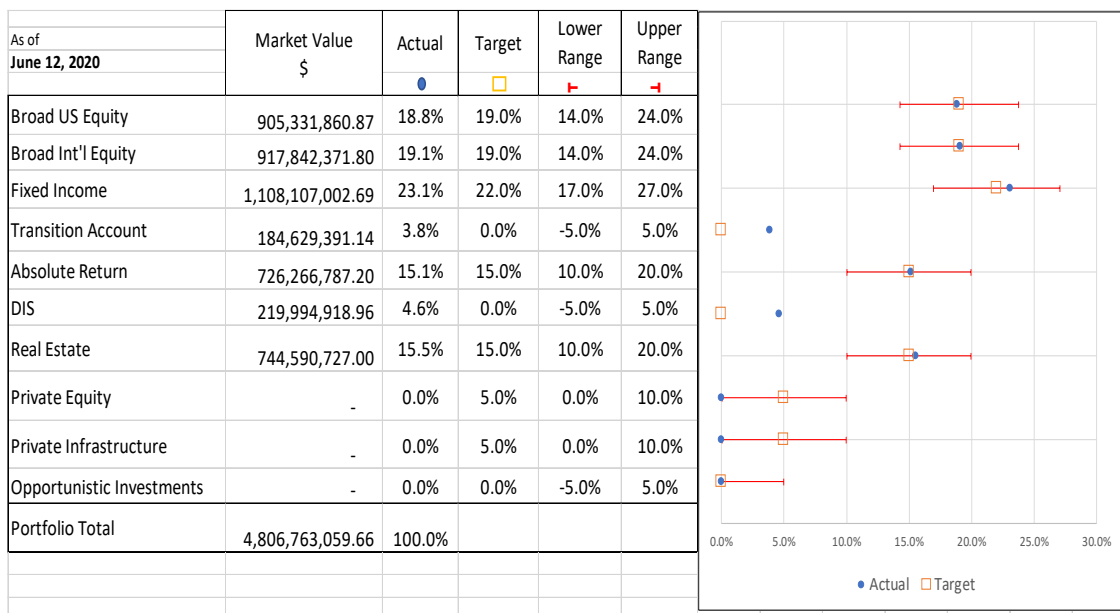 As of
June 12, 2020
Market Value
$
Actual
Target
Lower
Range
Upper
Range
Broad US Equity 905,331,860.87 18.8% 19.0% 14.0% 24.0%
Broad Int'l Equity 917,842,371.80 19.1% 19.0% 14.0% 24.0%
Fixed Income 1,108,107,002.69 23.1% 22.0% 17.0% 27.0%
Transition Account 184,629,391.14 3.8% 0.0% -5.0% 5.0%
Absolute Return 726,266,787.20 15.1% 15.0% 10.0% 20.0%
DIS 219,994,918.96 4.6% 0.0% -5.0% 5.0%
Real Estate 744,590,727.00 15.5% 15.0% 10.0% 20.0%
Private Equity - 0.0% 5.0% 0.0% 10.0%
Private Infrastructure - 0.0% 5.0% 0.0% 10.0%
Opportunistic Investments - 0.0% 0.0% -5.0% 5.0%
Portfolio Total 4,806,763,059.66 100.0%
0.0% 5.0% 10.0% 15.0% 20.0% 25.0% 30.0%
Actual Target